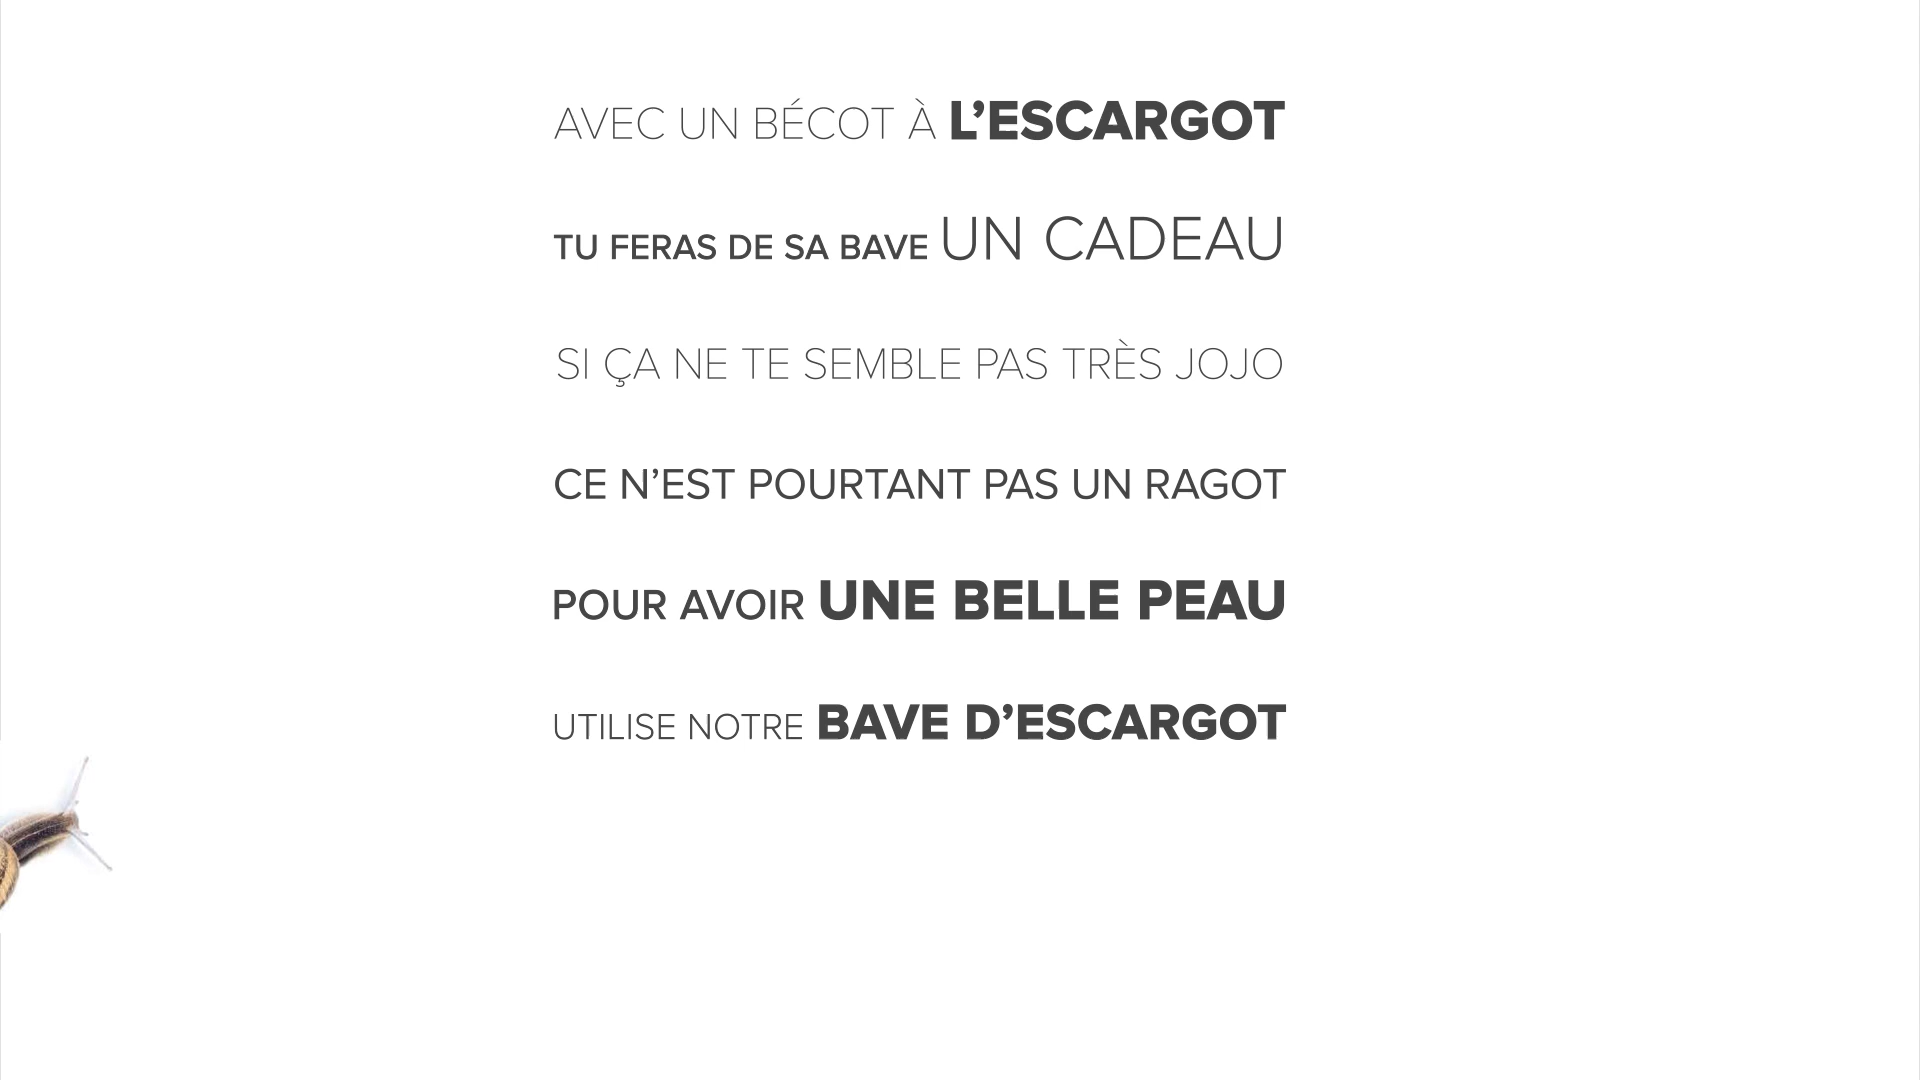 AVEC UN BÉCOT À L’ESCARGOT
TU FERAS DE SA BAVE UN CADEAU
SI ÇA NE TE SEMBLE PAS TRÈS JOJO
CE N’EST POURTANT PAS UN RAGOT
POUR AVOIR UNE BELLE PEAU
UTILISE NOTRE BAVE D’ESCARGOT